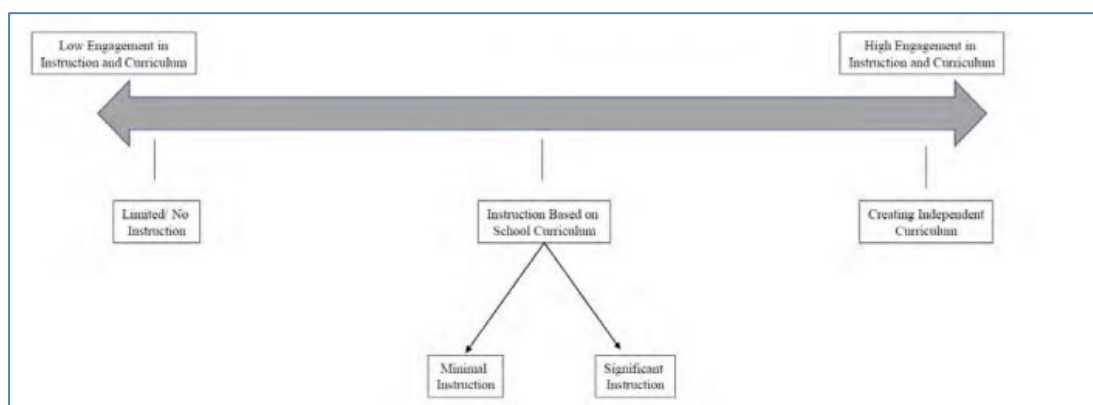 Low Engagement in
Instruction and Curriculum
High Engagement in
Instruction and Curriculum
Limited/ No
Instruction
Instruction Based on
School Curriculum
Creating Independent
Curriculum
Minimal
Instruction
Significant
Instruction